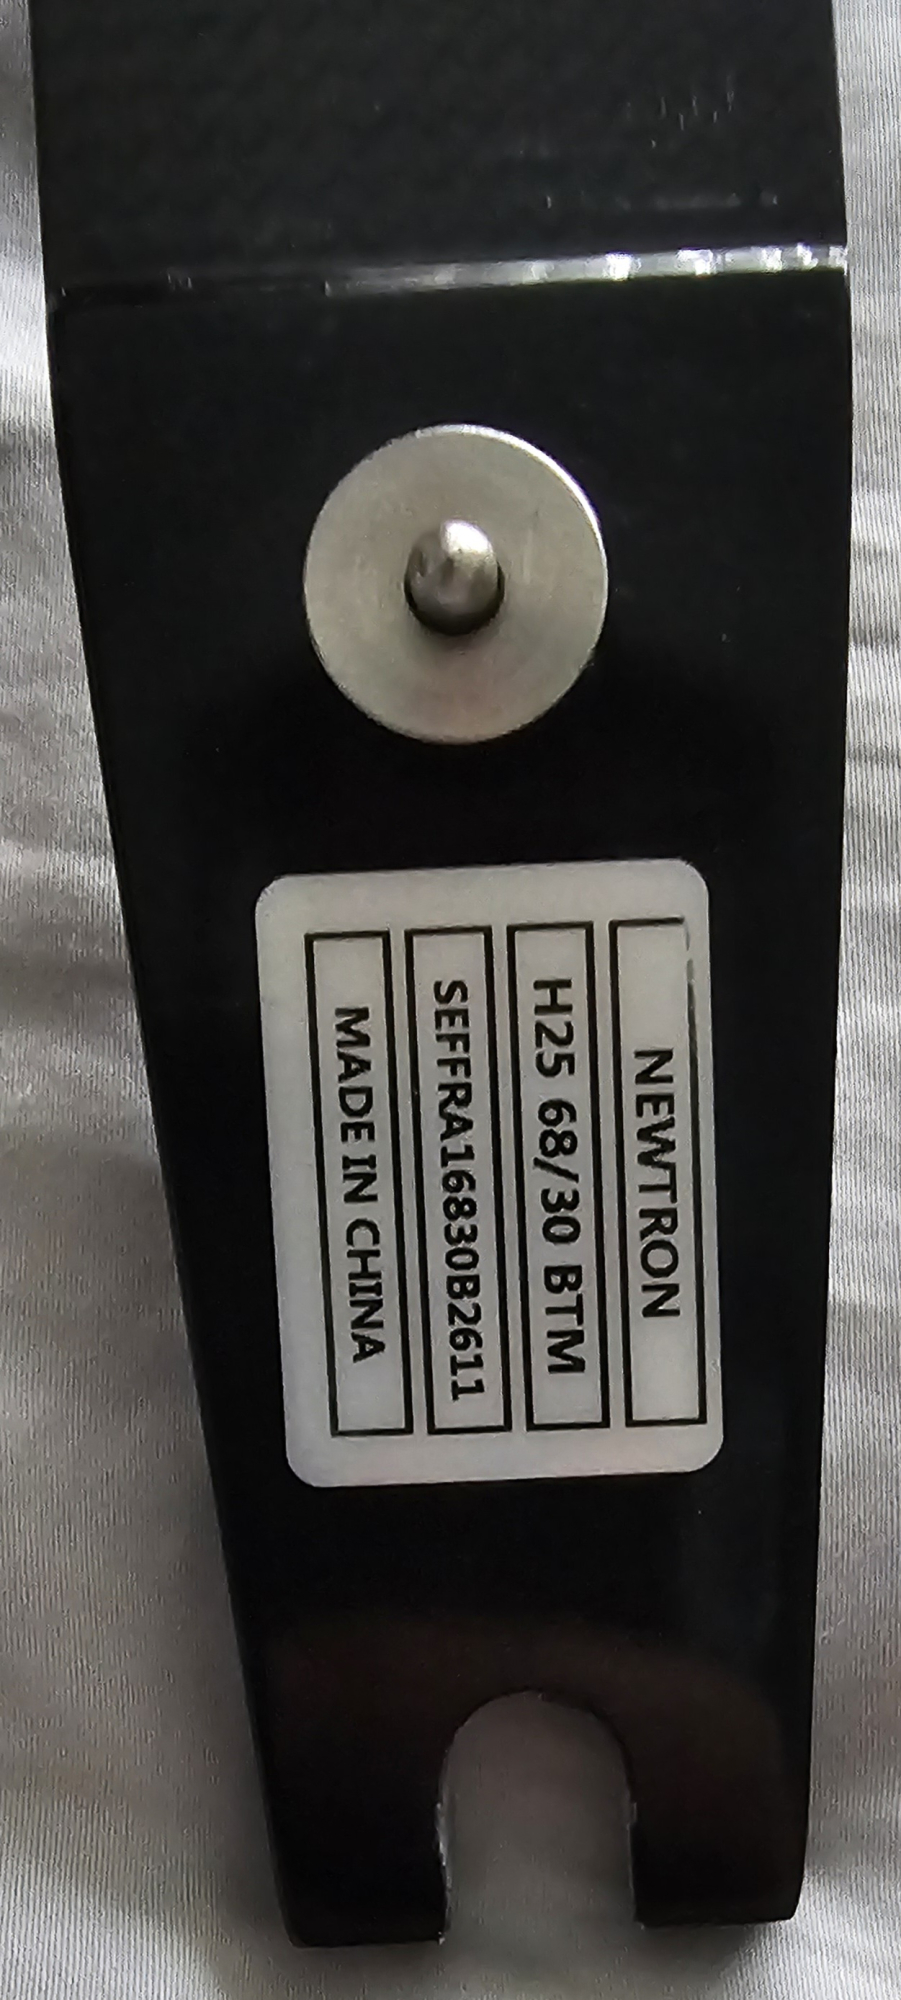 NEWTRON
H25 68/30 BTM
SEFFRA16830B2611
MADE IN CHINA